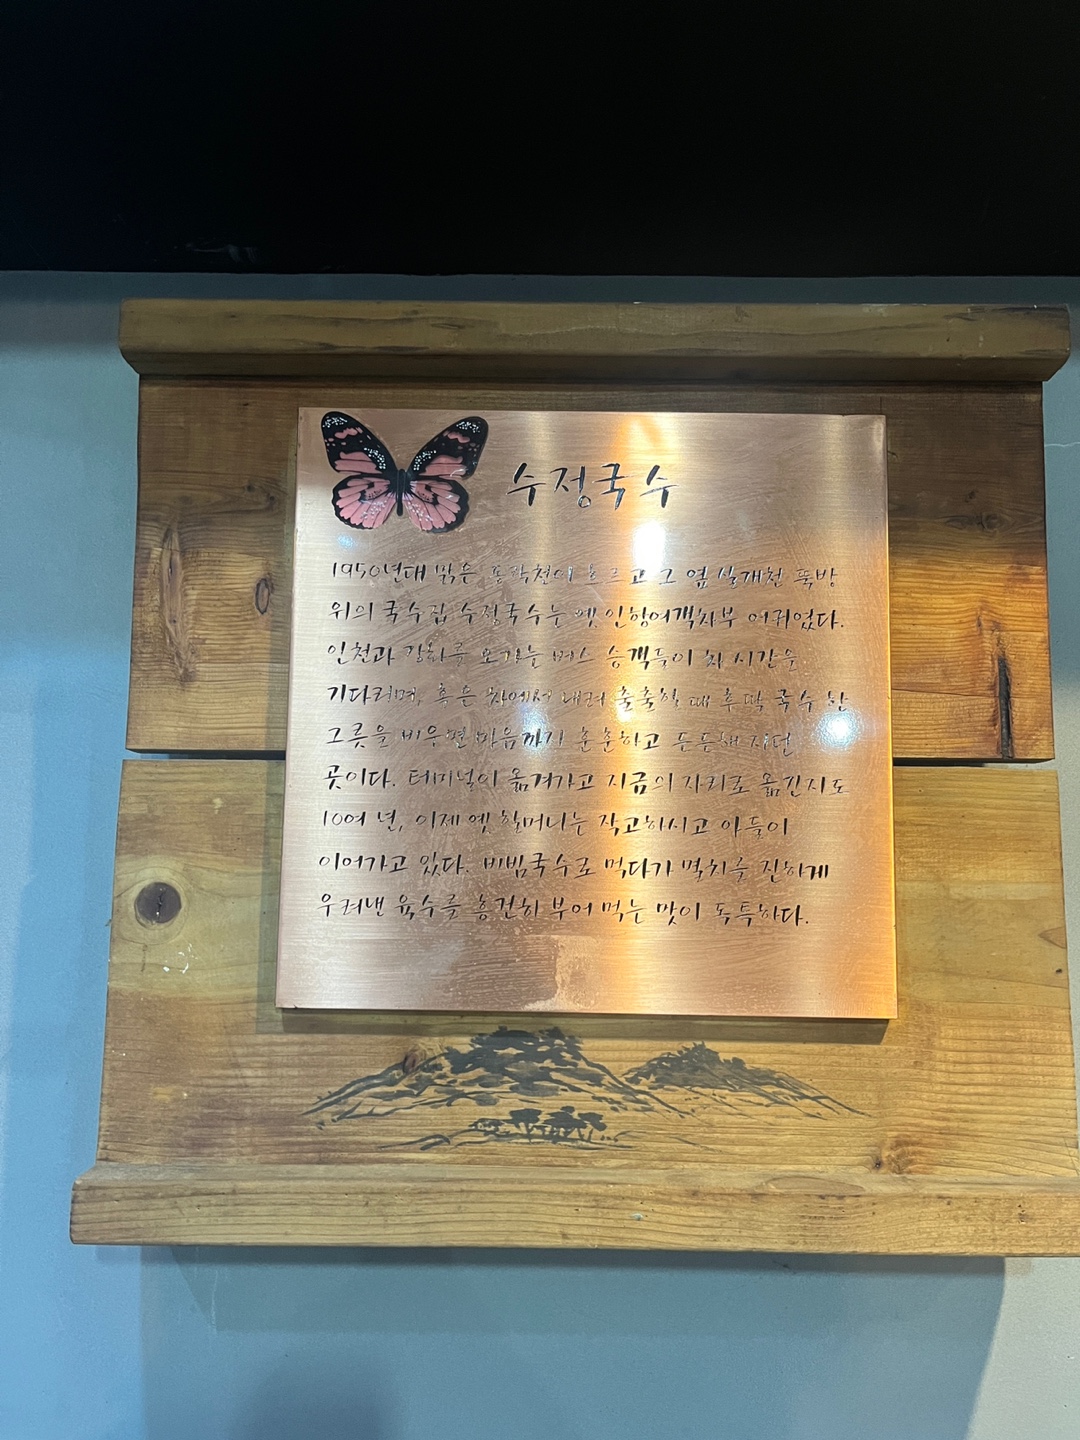 수정국수
1950년대 맑은 봉학천이 흐르고 그 옆 실개천 뚝방
위의 국수집 수정국수는 옛 인항여객차부 어귀었다.
인천과 강화를 오가는 버스 승객들이 차 시간을
기다리며, 혹은 차에서 내려 출출할 때 후딱 국수 한
그릇을 비우면 마음까지 훈훈하고 든든해 지던
곳이다. 터미널이 옮겨가고 지금의 자리로 옮긴지도
10여 년, 이제 옛 할머니는 작고하시고 아들이
이어가고 있다. 비빔국수로 먹다가 멸치를 진하게
우려낸 육수를 흥건히 부어 먹는 맛이 독특하다.